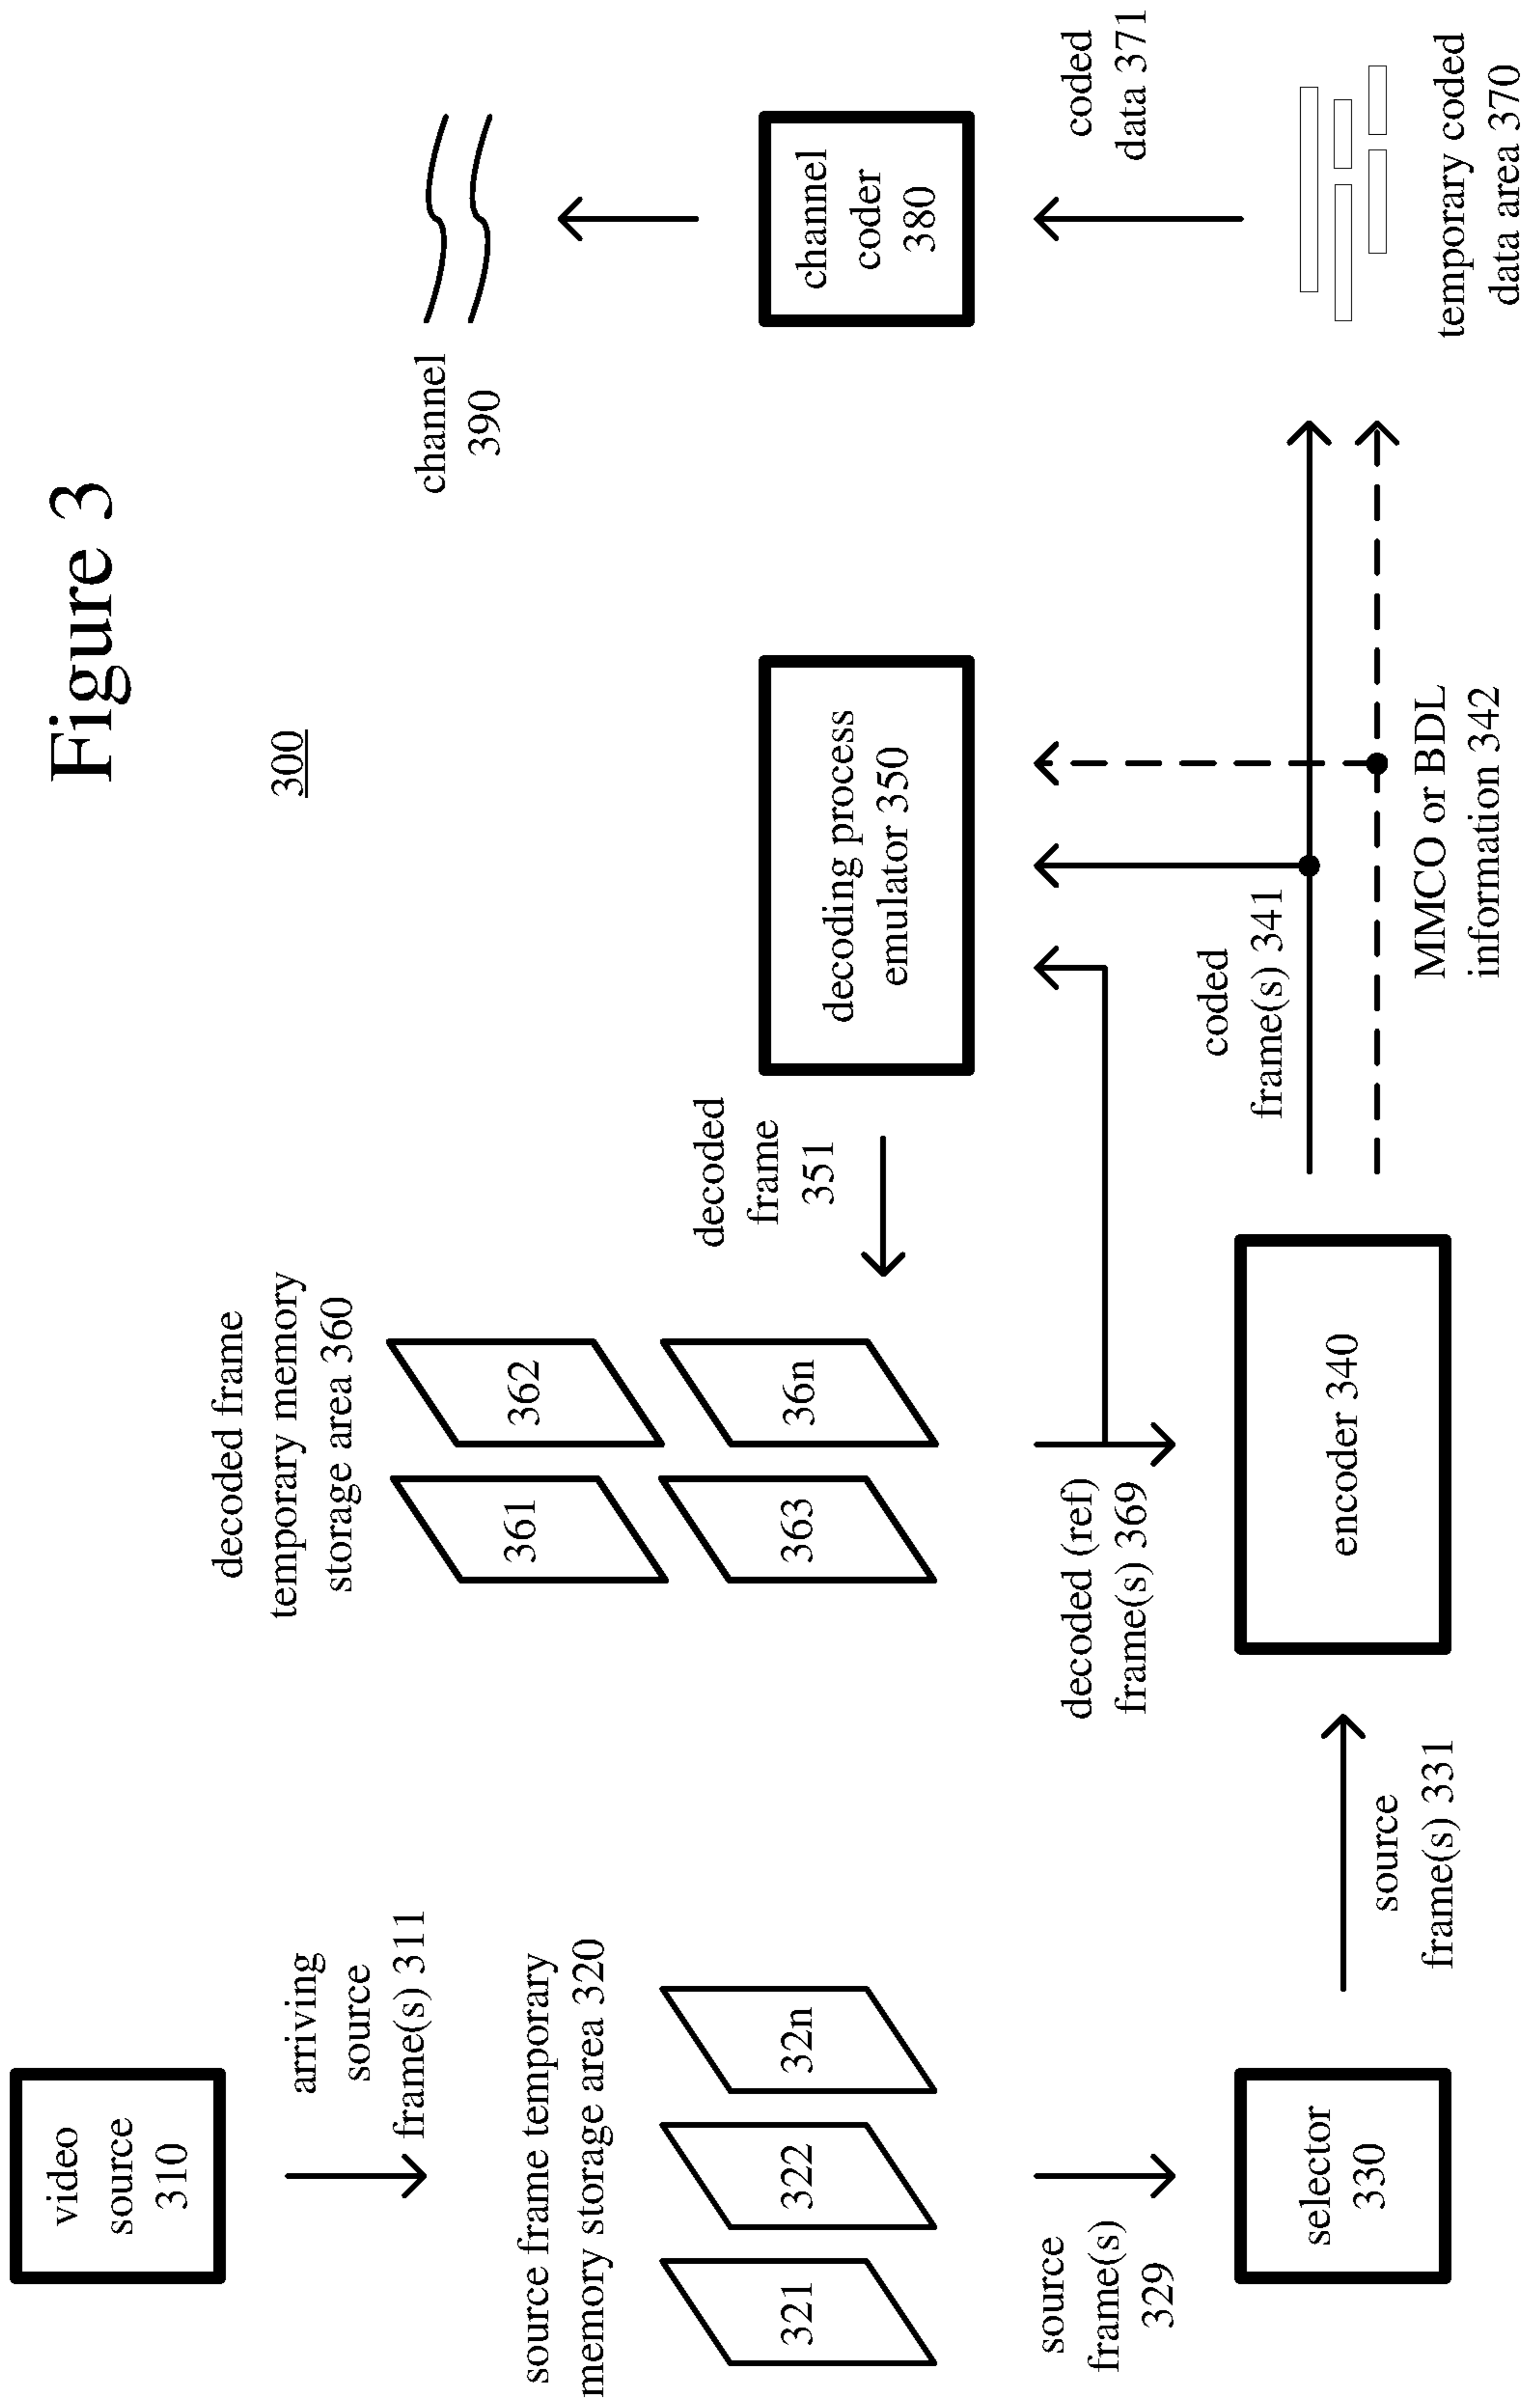 Figure 3
300
video
source
310
arriving
source
frame(s) 311
source frame temporary
memory storage area 320
321
322
32n
source
frame(s)
329
selector
330
source
frame(s) 331
decoded frame
temporary memory
storage area 360
361
362
363
36n
decoded (ref)
frame(s) 369
encoder 340
decoded
frame
351
decoding process
emulator 350
coded
frame(s) 341
MMCO or BDL
information 342
channel
390
channel
coder
380
coded
data 371
temporary coded
data area 370